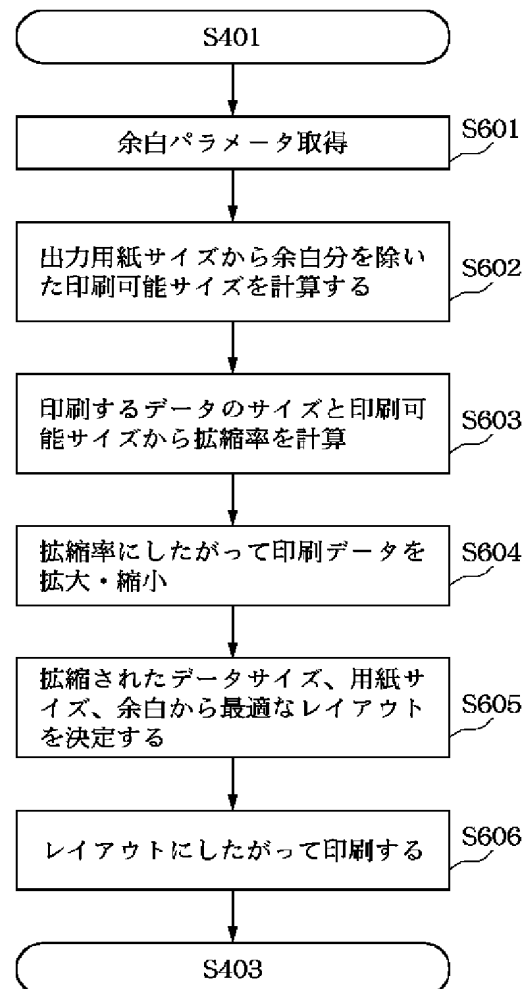 S401
余白パラメータ取得
S601
出力用紙サイズから余白分を除い
た印刷可能サイズを計算する
S602
印刷するデータのサイズと印刷可
能サイズから拡縮率を計算
S603
拡縮率にしたがって印刷データを
拡大・縮小
S604
拡縮されたデータサイズ、用紙サ
イズ、余白から最適なレイアウト
を決定する
S605
レイアウトにしたがって印刷する
S606
S403